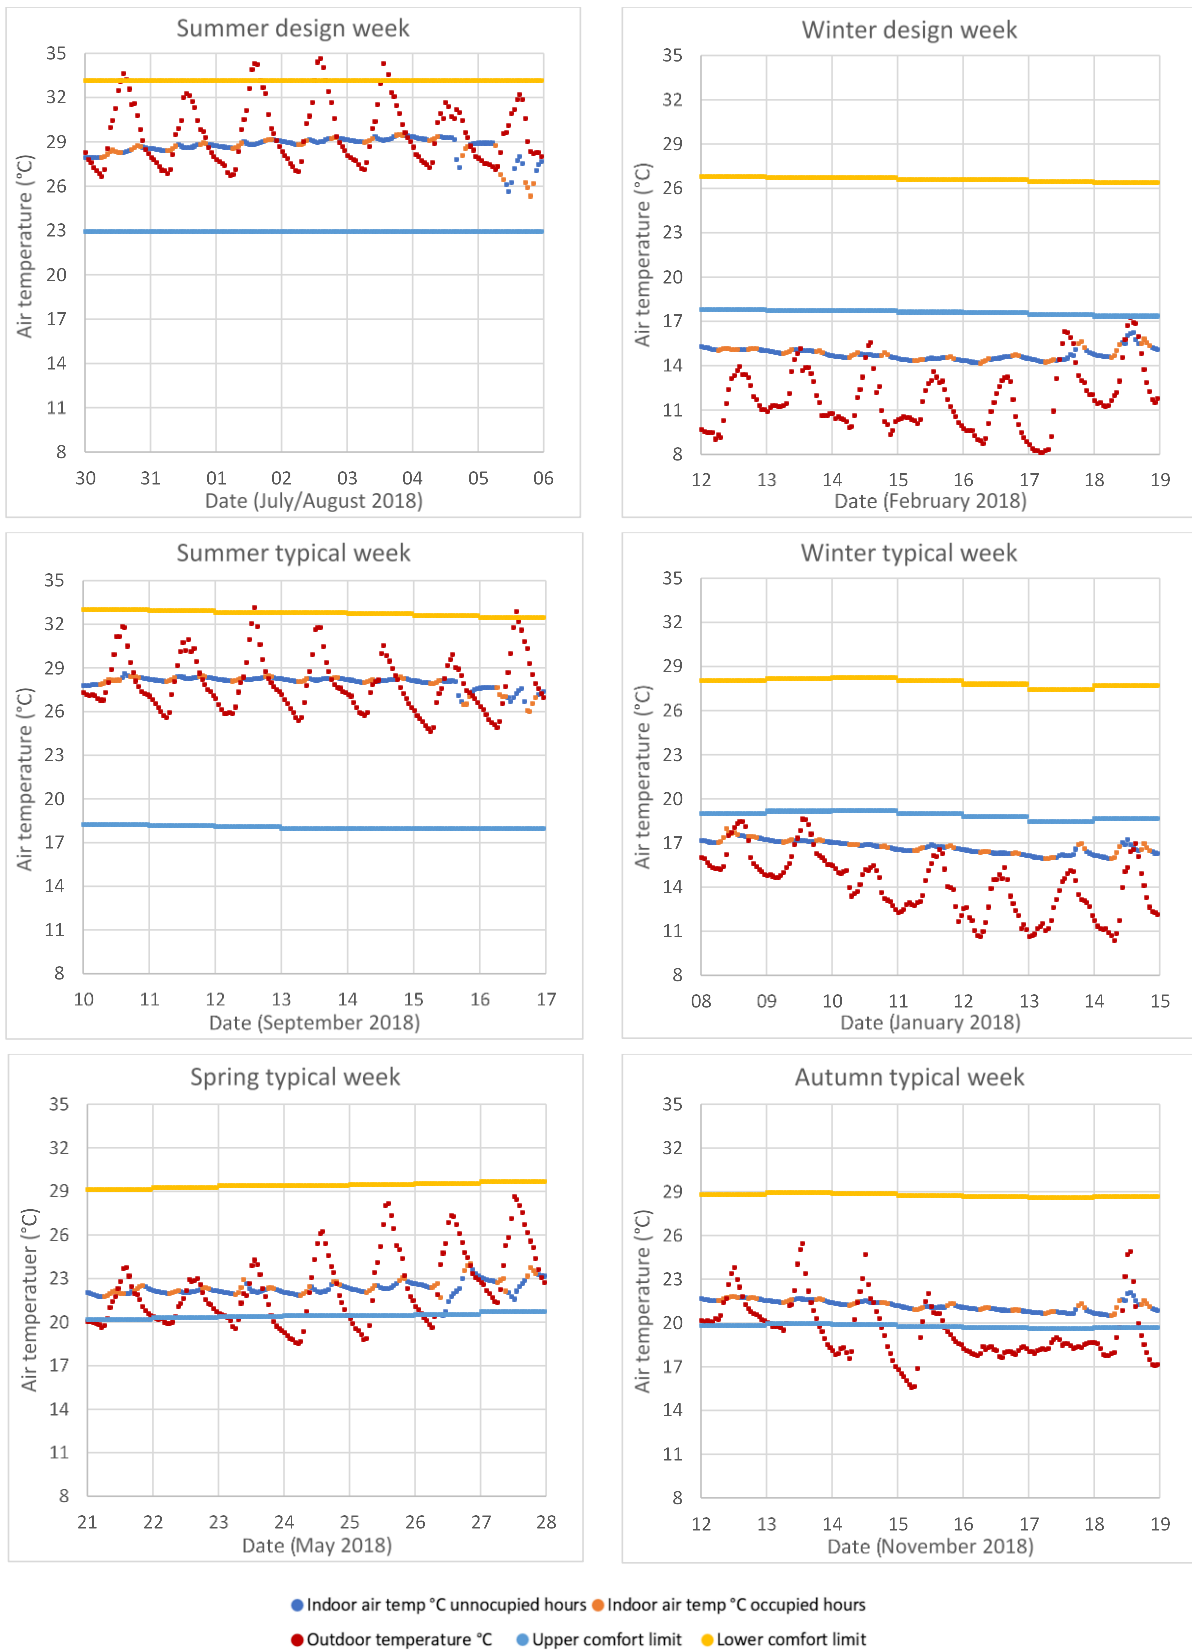 Summer design week
35
32
29
26
23
20
17
14
11
8
Air temperature (°C)
30 31 01 02 03 04 05 06
Date (July/August 2018)
Winter design week
35
32
29
26
23
20
17
14
11
8
Air temperature (°C)
12 13 14 15 16 17 18 19
Date (February 2018)
Summer typical week
35
32
29
26
23
20
17
14
11
8
Air temperature (°C)
10 11 12 13 14 15 16 17
Date (September 2018)
Winter typical week
35
32
29
26
23
20
17
14
11
8
Air temperature (°C)
08 09 10 11 12 13 14 15
Date (January 2018)
Spring typical week
35
32
29
26
23
20
17
14
11
8
Air temperatuer (°C)
21 22 23 24 25 26 27 28
Date (May 2018)
Autumn typical week
35
32
29
26
23
20
17
14
11
8
Air temperature (°C)
12 13 14 15 16 17 18 19
Date (November 2018)
Indoor air temp °C unnocupied hours Indoor air temp °C occupied hours
Outdoor temperature °C Upper comfort limit Lower comfort limit